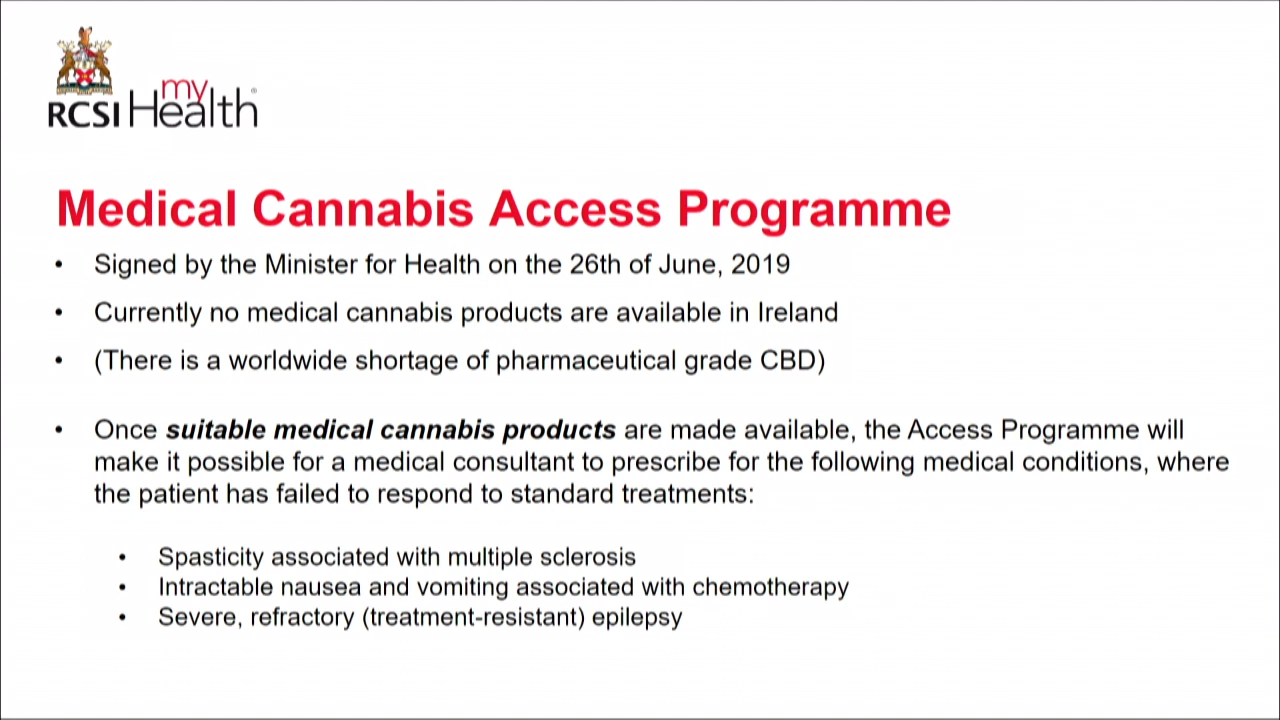 my
RCSI Health
Medical Cannabis Access Programme
• Signed by the Minister for Health on the 26th of June, 2019
• Currently no medical cannabis products are available in Ireland
• (There is a worldwide shortage of pharmaceutical grade CBD)
• Once suitable medical cannabis products are made available, the Access Programme will
make it possible for a medical consultant to prescribe for the following medical conditions, where
the patient has failed to respond to standard treatments:
• Spasticity associated with multiple sclerosis
• Intractable nausea and vomiting associated with chemotherapy
• Severe, refractory (treatment-resistant) epilepsy